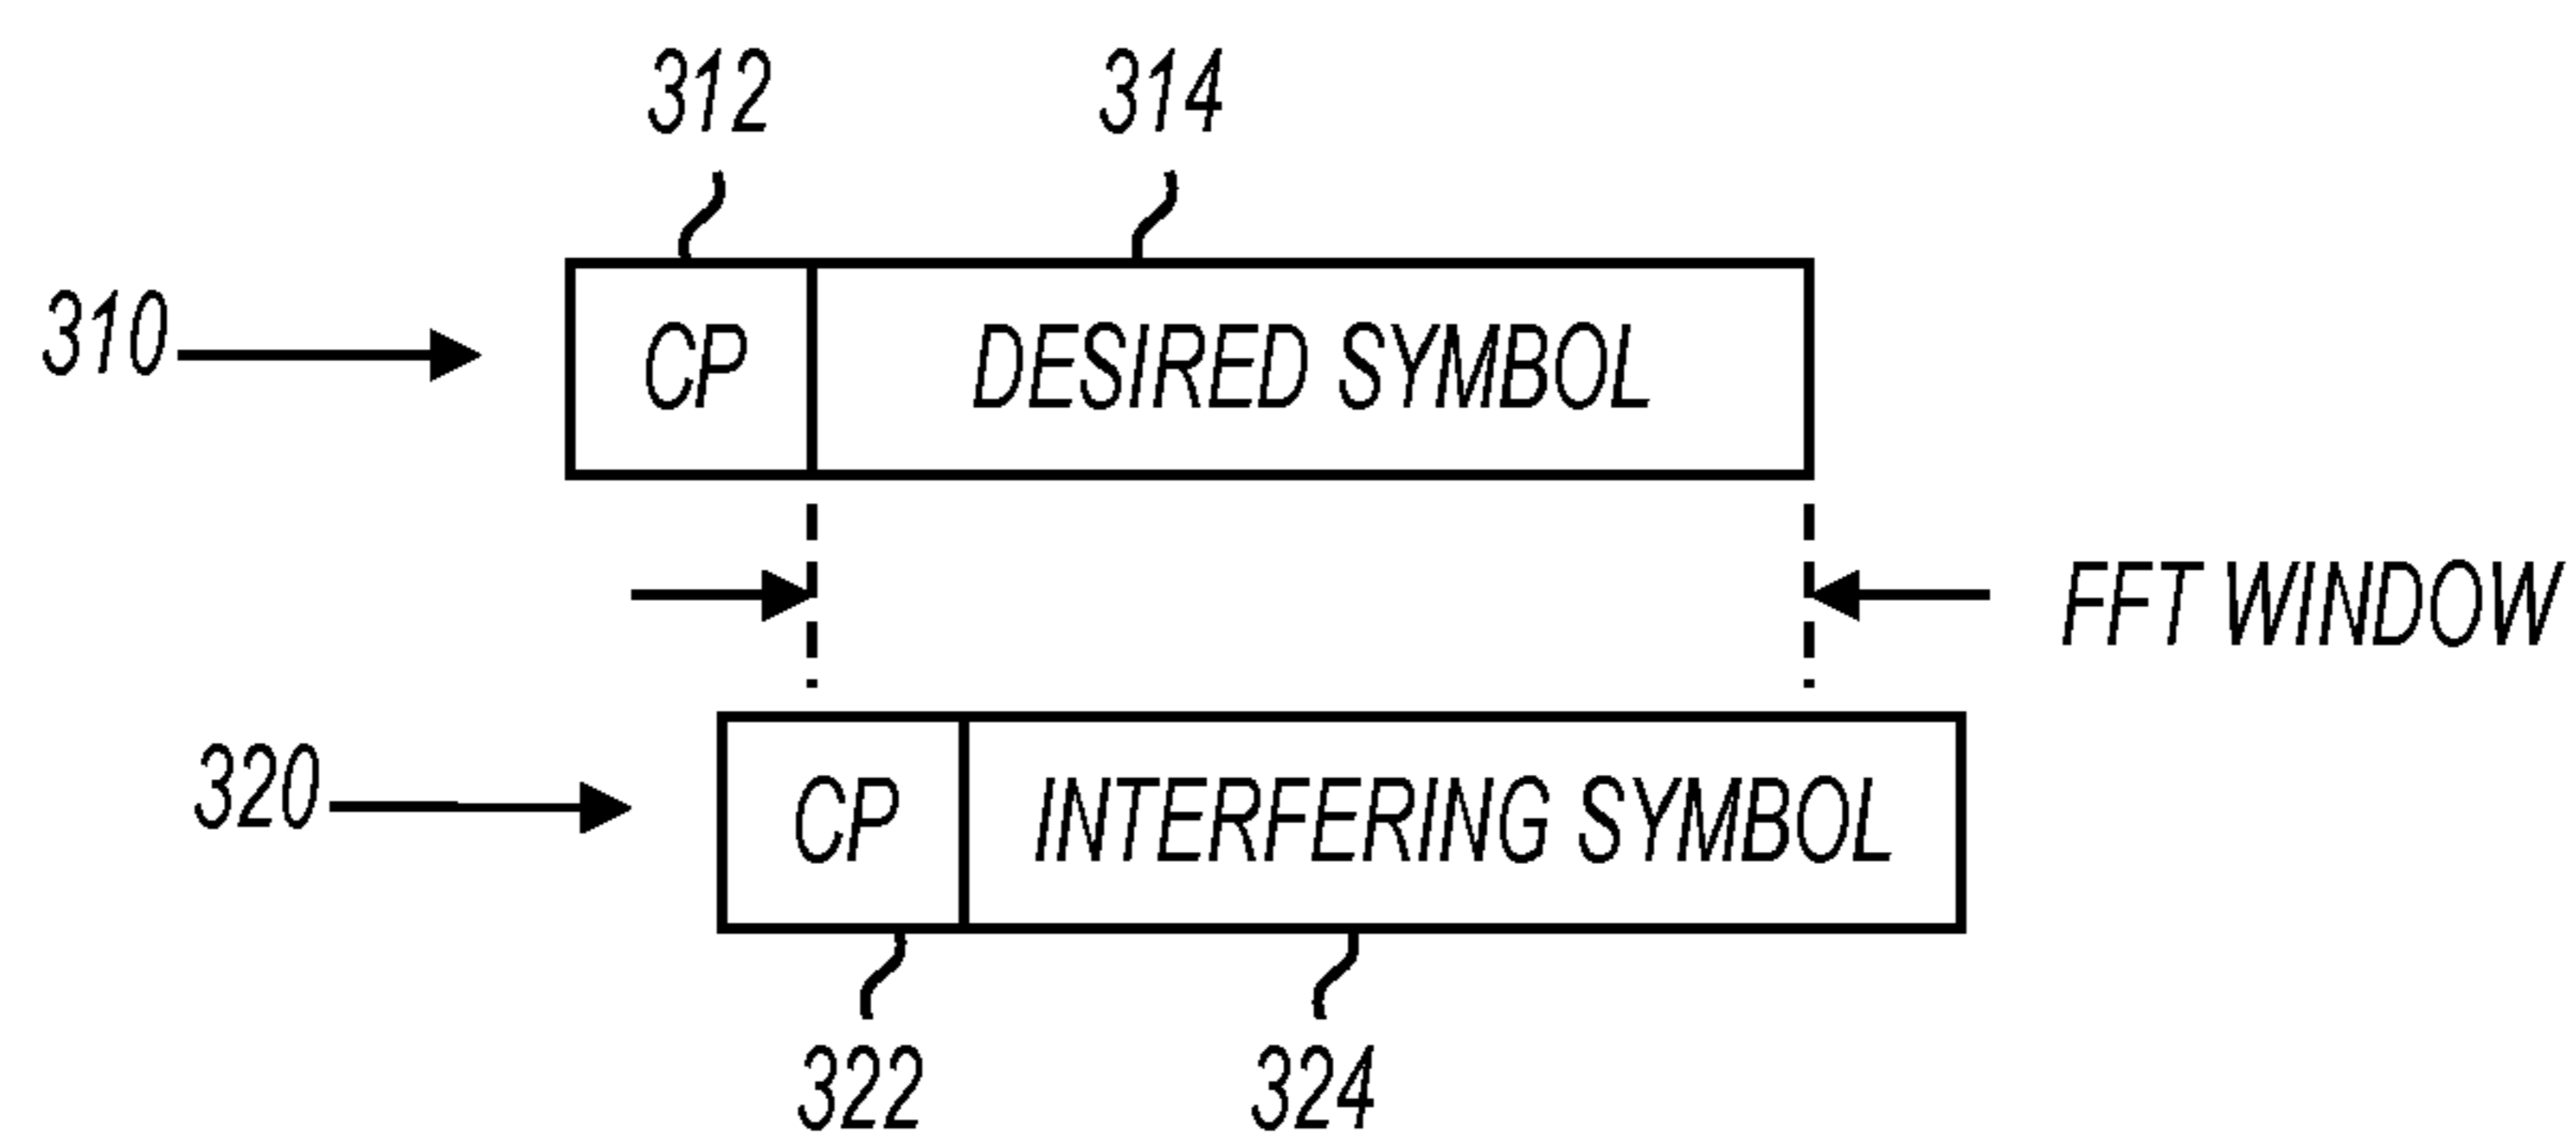 312 314
310 CP DESIRED SYMBOL
FFT WINDOW
320 CP INTERFERING SYMBOL
322 324